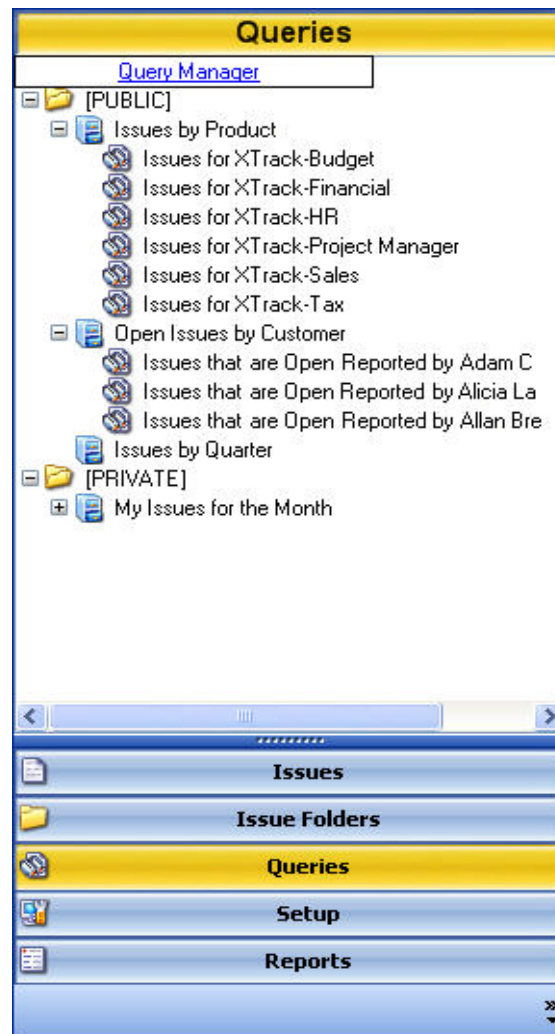 Queries
Query Manager
[PUBLIC]
Issues by Product
Issues for XTrack-Budget
Issues for XTrack-Financial
Issues for XTrack-HR
Issues for XTrack-Project Manager
Issues for XTrack-Sales
Issues for XTrack-Tax
Open Issues by Customer
Issues that are Open Reported by Adam C
Issues that are Open Reported by Alicia La
Issues that are Open Reported by Allan Bre
Issues by Quarter
[PRIVATE]
My Issues for the Month
Issues
Issue Folders
Queries
Setup
Reports